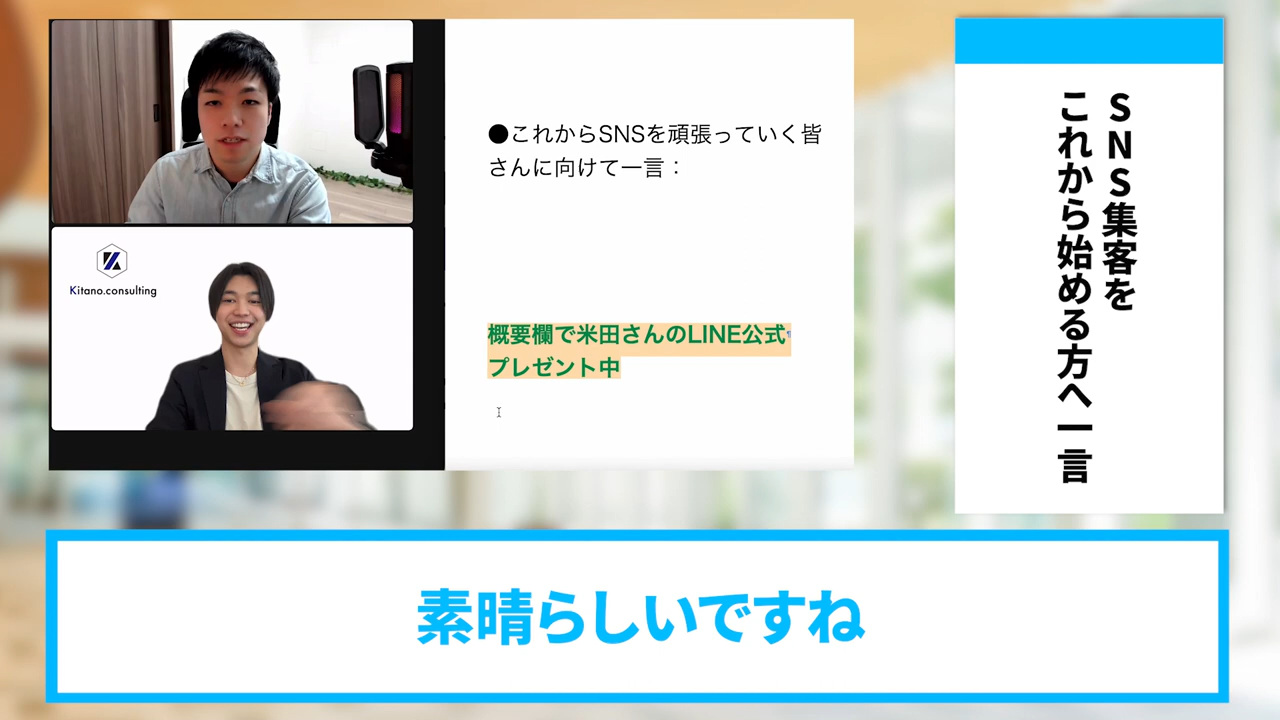 Kitano.consulting
●これからSNSを頑張っていく皆
さんに向けて一言：
概要欄で米田さんのLINE公式
プレゼント中
SNS集客を
これから始める方へ一言
素晴らしいですね